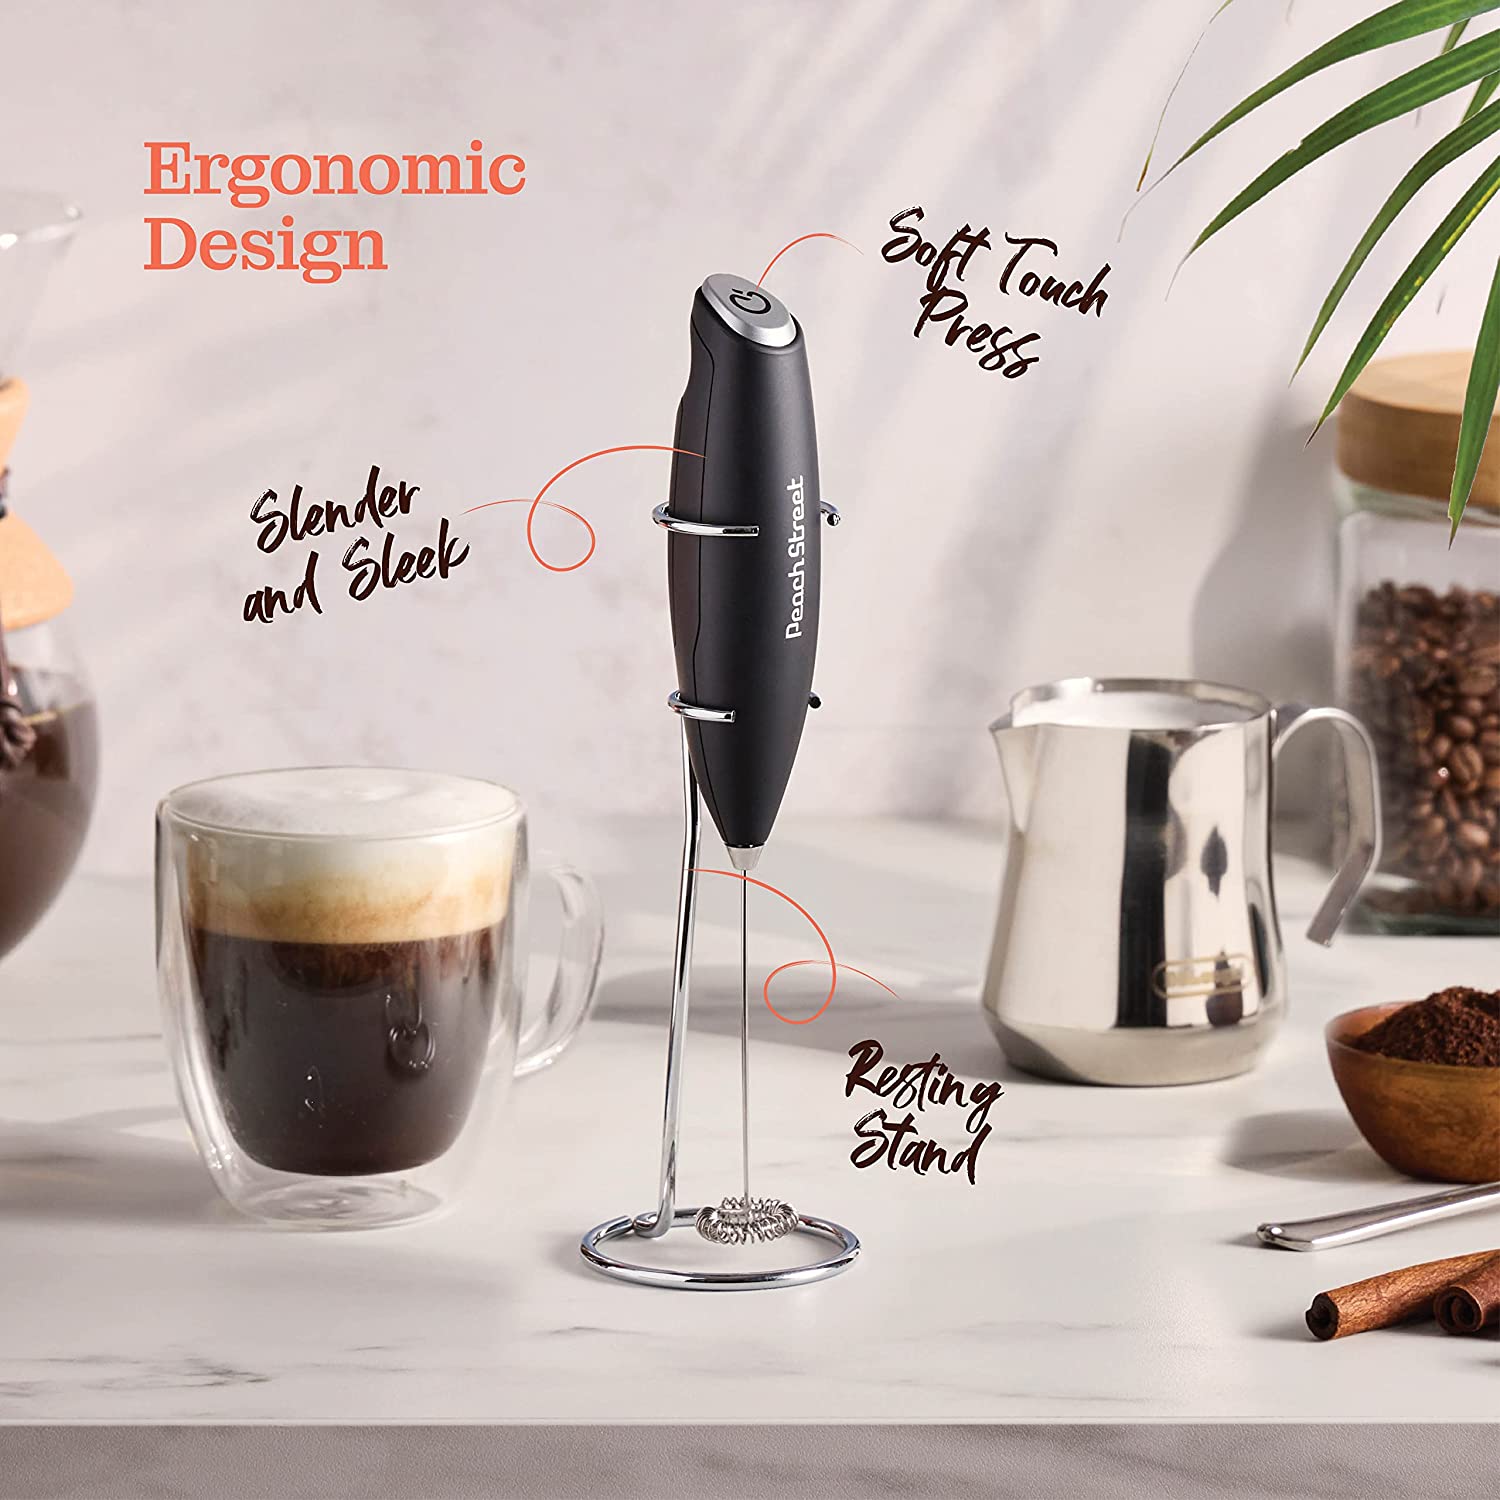 Ergonomic
Design
Soft Touch
Press
Slender
and Sleek
Peach Street
Resting
Stand